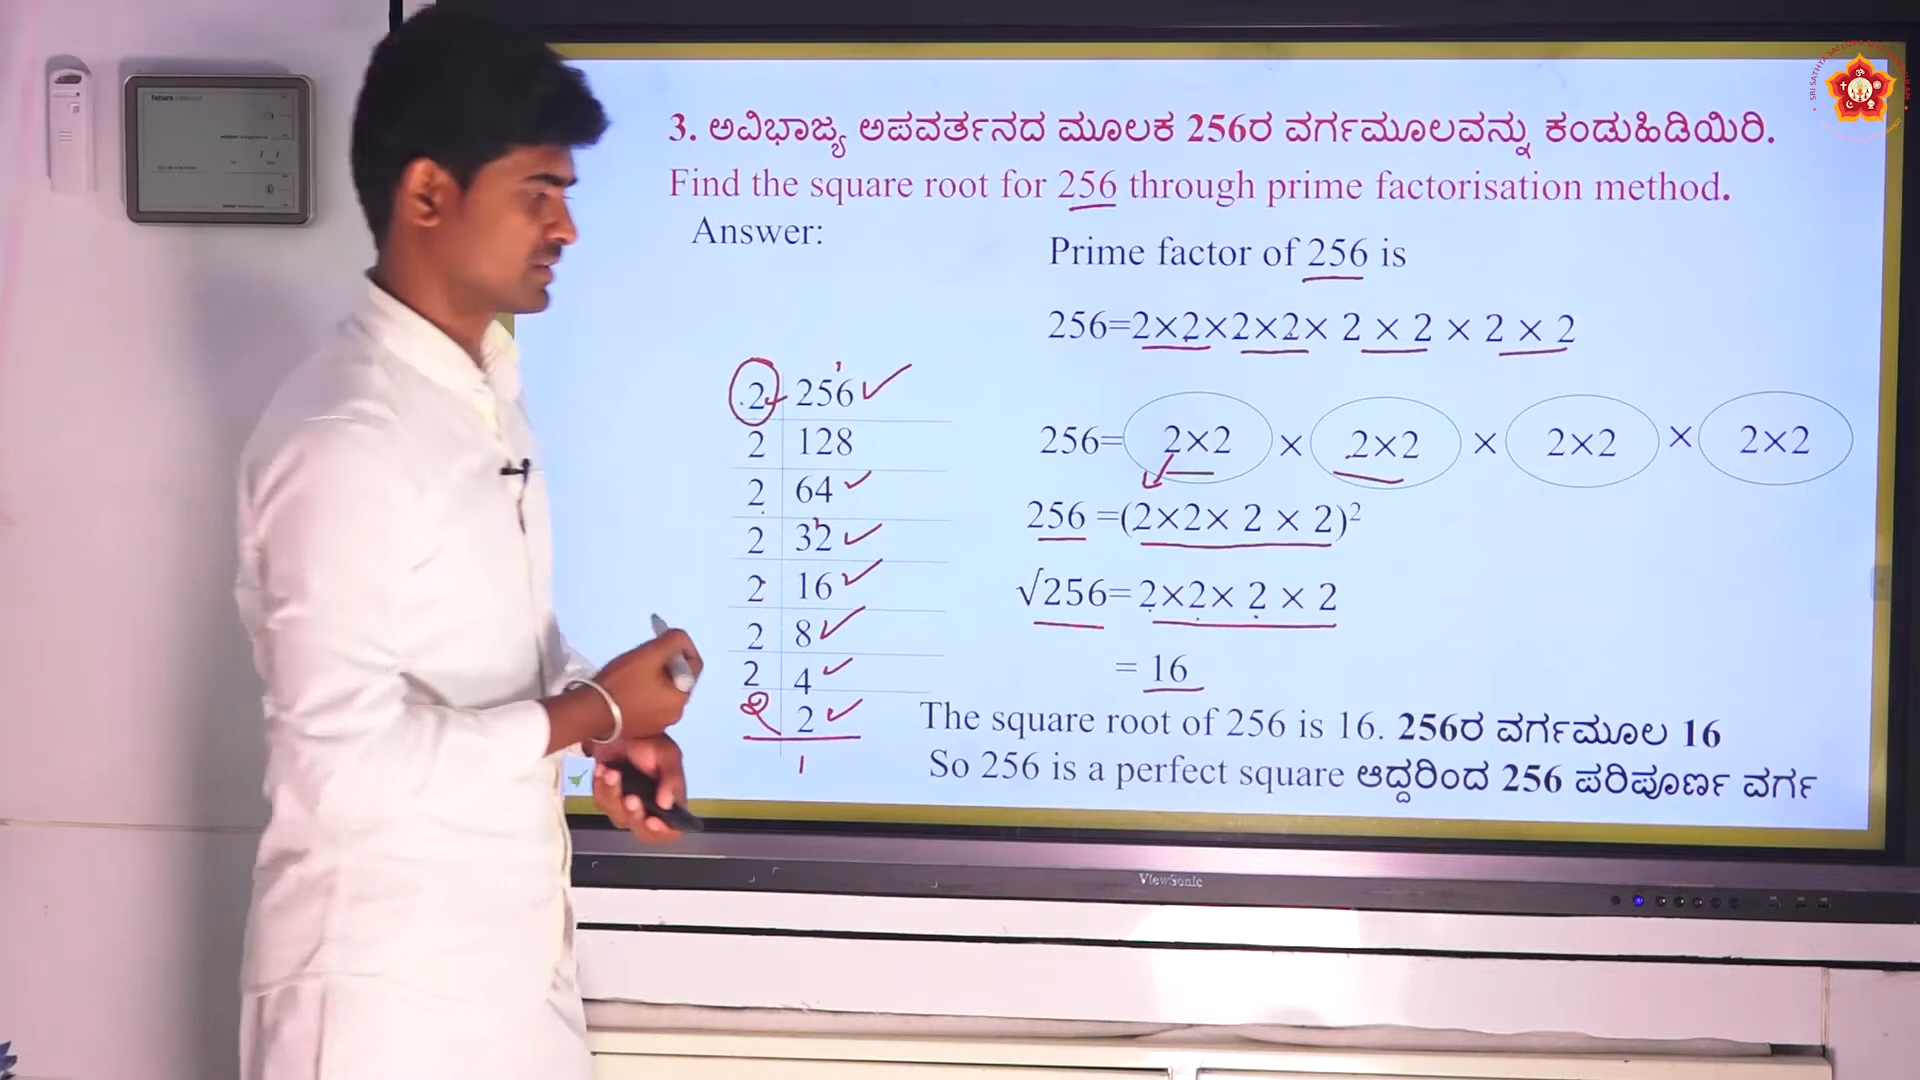 3. ಅವಿಭಾಜ್ಯ ಅಪವರ್ತನದ ಮೂಲಕ 256ರ ವರ್ಗಮೂಲವನ್ನು ಕಂಡುಹಿಡಿಯಿರಿ.
Find the square root for 256 through prime factorisation method.
Answer:
Prime factor of 256 is
256=2×2×2×2× 2 × 2 × 2 × 2
2 256
2 128
2 64
2 32
2 16
2 8
2 4
2 2
1
256= 2×2 × 2×2 × 2×2 × 2×2
256 =(2×2× 2 × 2)²
√256= 2×2× 2 × 2
= 16
The square root of 256 is 16. 256ರ ವರ್ಗಮೂಲ 16
So 256 is a perfect square ಆದ್ದರಿಂದ 256 ಪರಿಪೂರ್ಣ ವರ್ಗ
ViewSonic